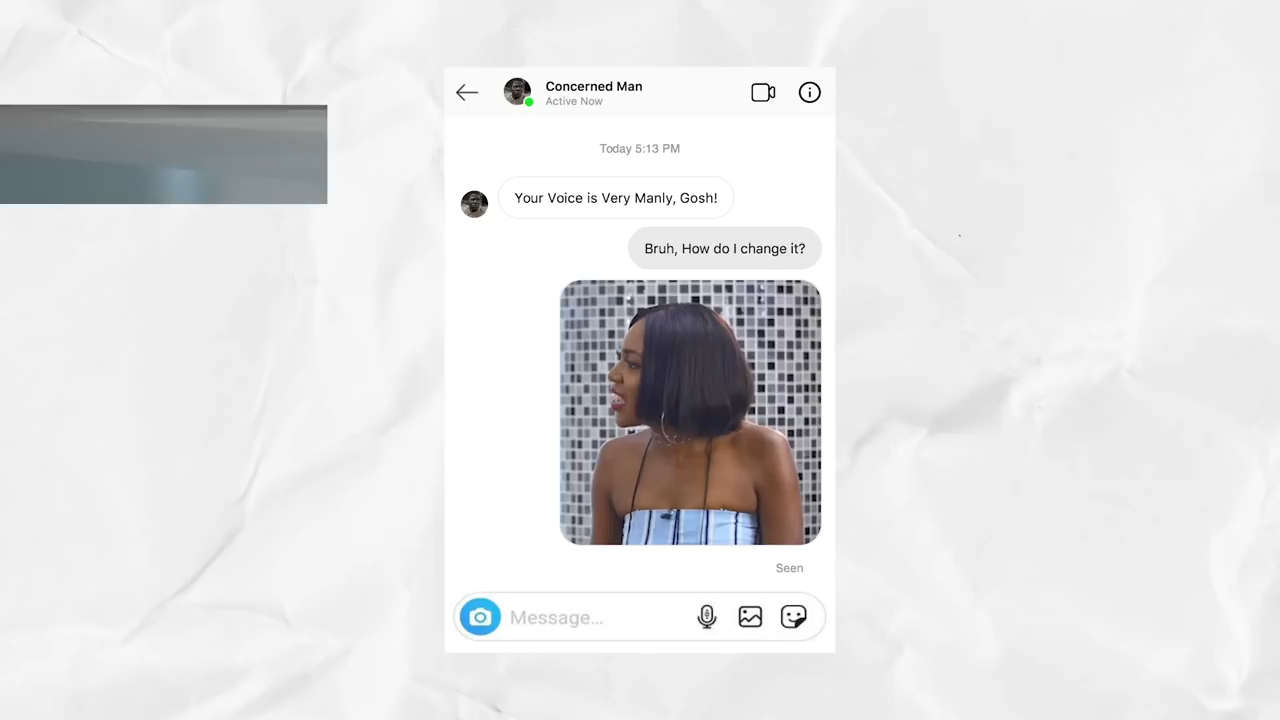 Concerned Man
Active Now
Today 5:13 PM
Your Voice is Very Manly, Gosh!
Bruh, How do I change it?
Seen
Message...